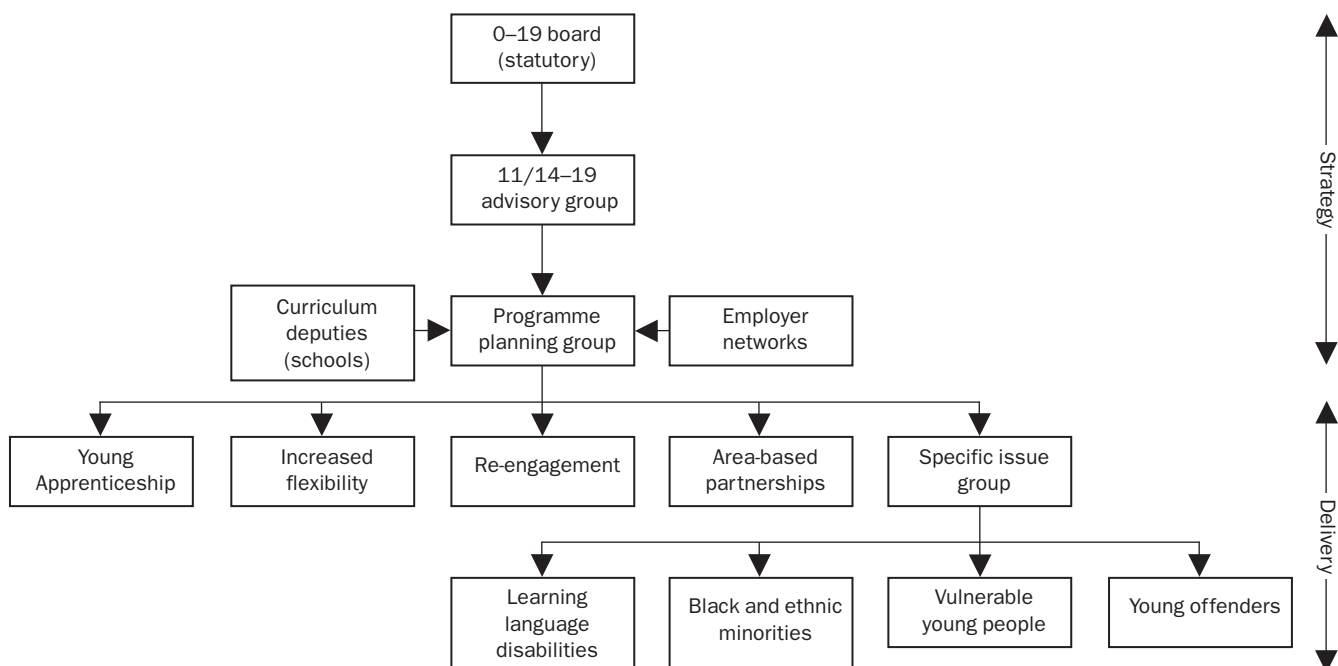 0–19 board
(statutory)
11/14–19
advisory group
Curriculum
deputies
(schools)
Programme
planning group
Employer
networks
Strategy
Young
Apprenticeship
Increased
flexibility
Re-engagement
Area-based
partnerships
Specific issue
group
Learning
language
disabilities
Black and ethnic
minorities
Vulnerable
young people
Young offenders
Delivery